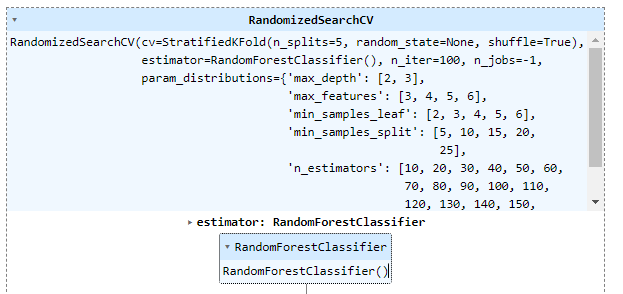 RandomizedSearchCV
RandomizedSearchCV(cv=StratifiedKFold(n_splits=5, random_state=None, shuffle=True),
estimator=RandomForestClassifier(), n_iter=100, n_jobs=-1,
param_distributions={'max_depth': [2, 3],
'max_features': [3, 4, 5, 6],
'min_samples_leaf': [2, 3, 4, 5, 6],
'min_samples_split': [5, 10, 15, 20,
25],
'n_estimators': [10, 20, 30, 40, 50, 60,
70, 80, 90, 100, 110,
120, 130, 140, 150,
estimator: RandomForestClassifier
RandomForestClassifier
RandomForestClassifier()